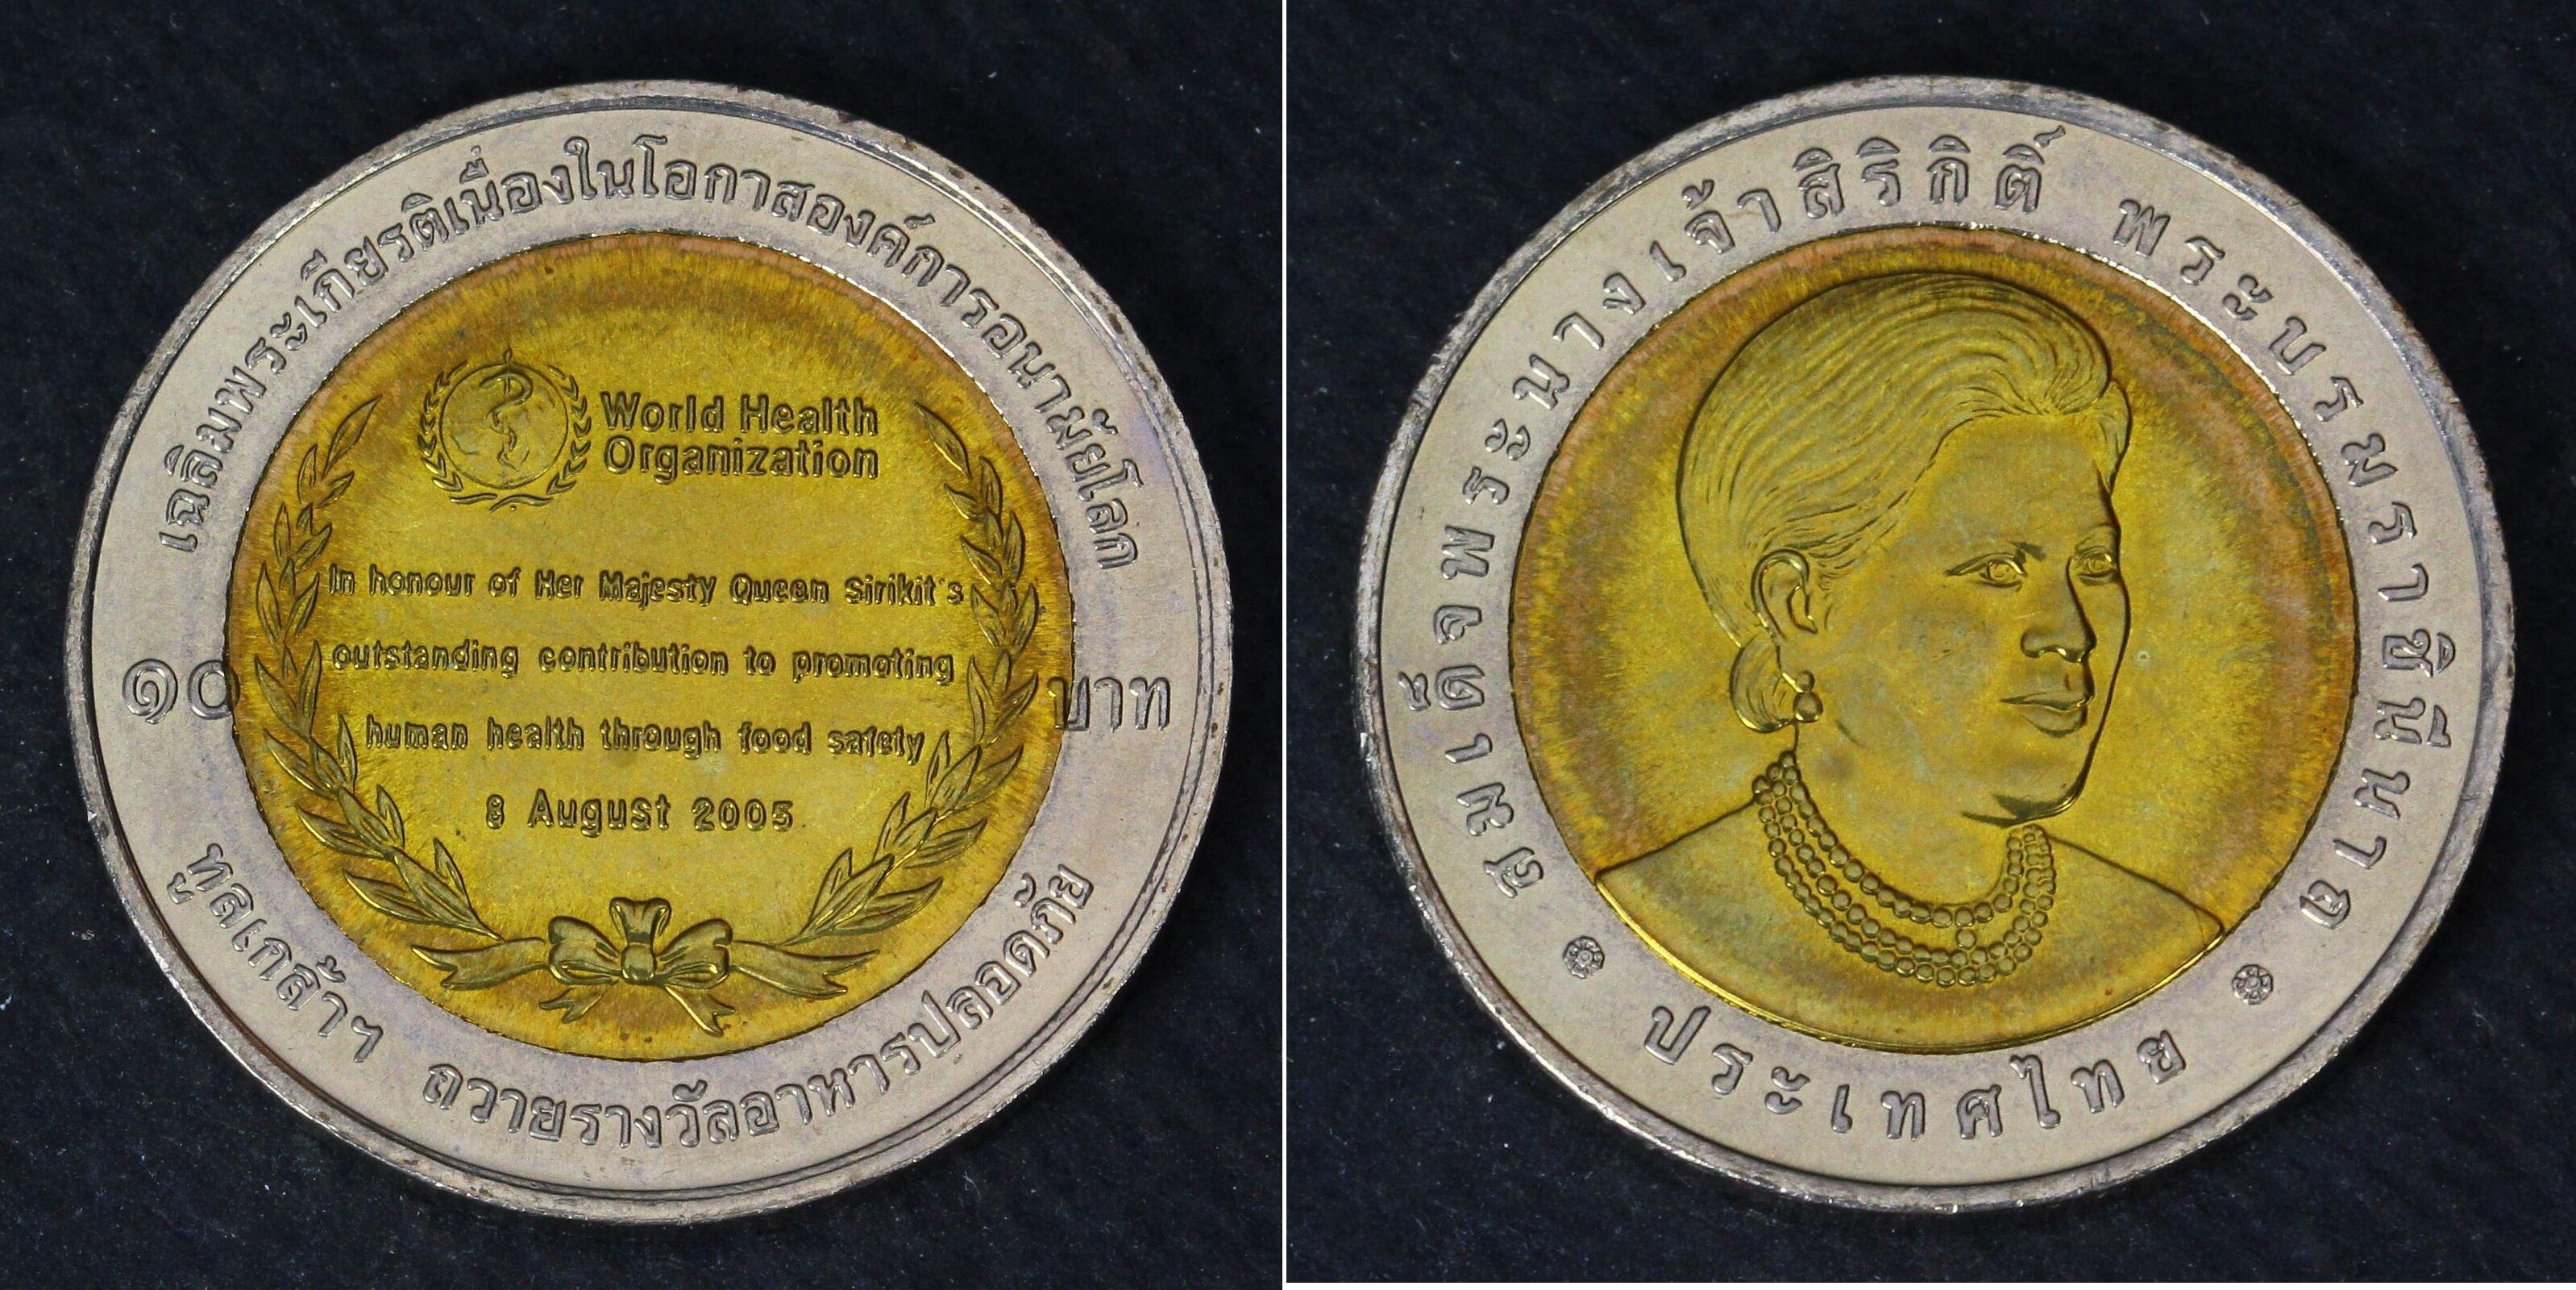 เฉลิมพระเกียรติเนื่องในโอกาสองค์การอนามัยโลก
World Health
Organization
In honour of Her Majesty Queen Sirikit's
outstanding contribution to promoting
human health through food safety
8 August 2005
๑๐ บาท
ทูลเกล้าฯ ถวายรางวัลอาหารปลอดภัย
สมเด็จพระนางเจ้าสิริกิติ์ พระบรมราชินีนาถ
ประเทศไทย